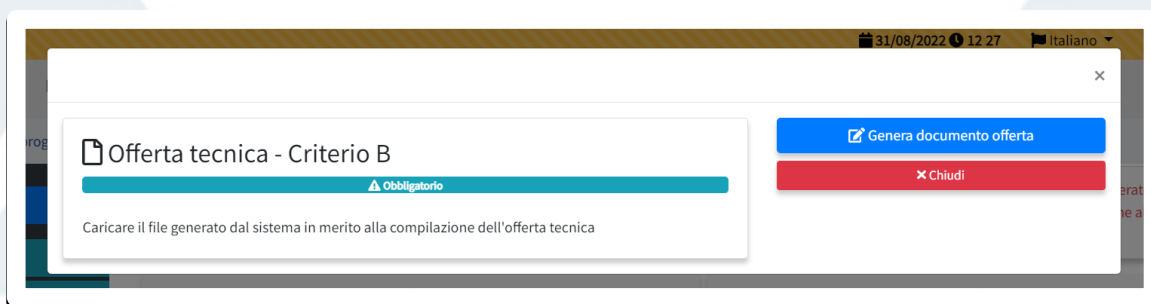 31/08/2022 12 27 Italiano
×
prog
Offerta tecnica - Criterio B
Genera documento offerta
Obbligatorio
Chiudi
Caricare il file generato dal sistema in merito alla compilazione dell'offerta tecnica